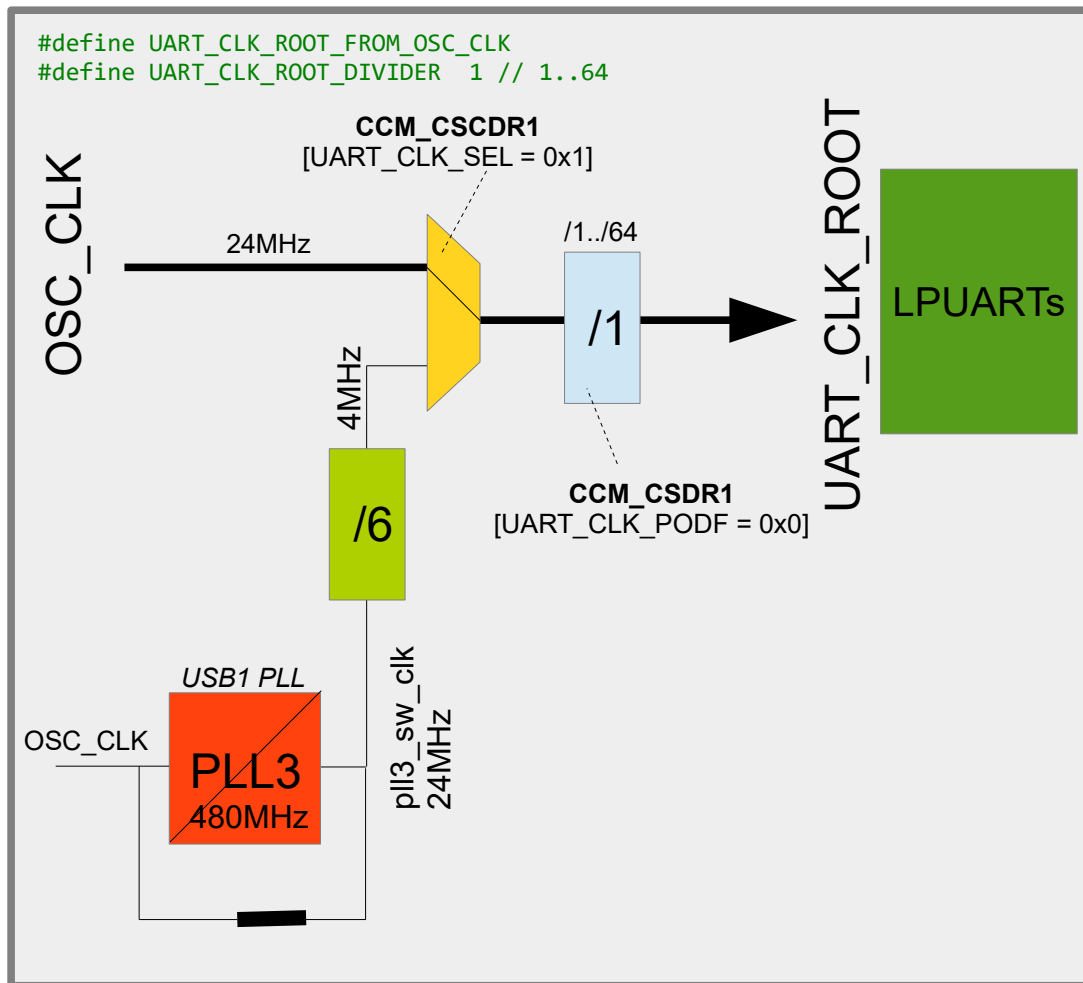 #define UART_CLK_ROOT_FROM_OSC_CLK
#define UART_CLK_ROOT_DIVIDER  1 // 1..64
CCM_CSCDR1
[UART_CLK_SEL = 0x1]
OSC_CLK
24MHz
/1../64
/1
UART_CLK_ROOT
LPUARTs
4MHz
CCM_CSDR1
[UART_CLK_PODF = 0x0]
/6
USB1 PLL
OSC_CLK
PLL3
480MHz
pll3_sw_clk
24MHz